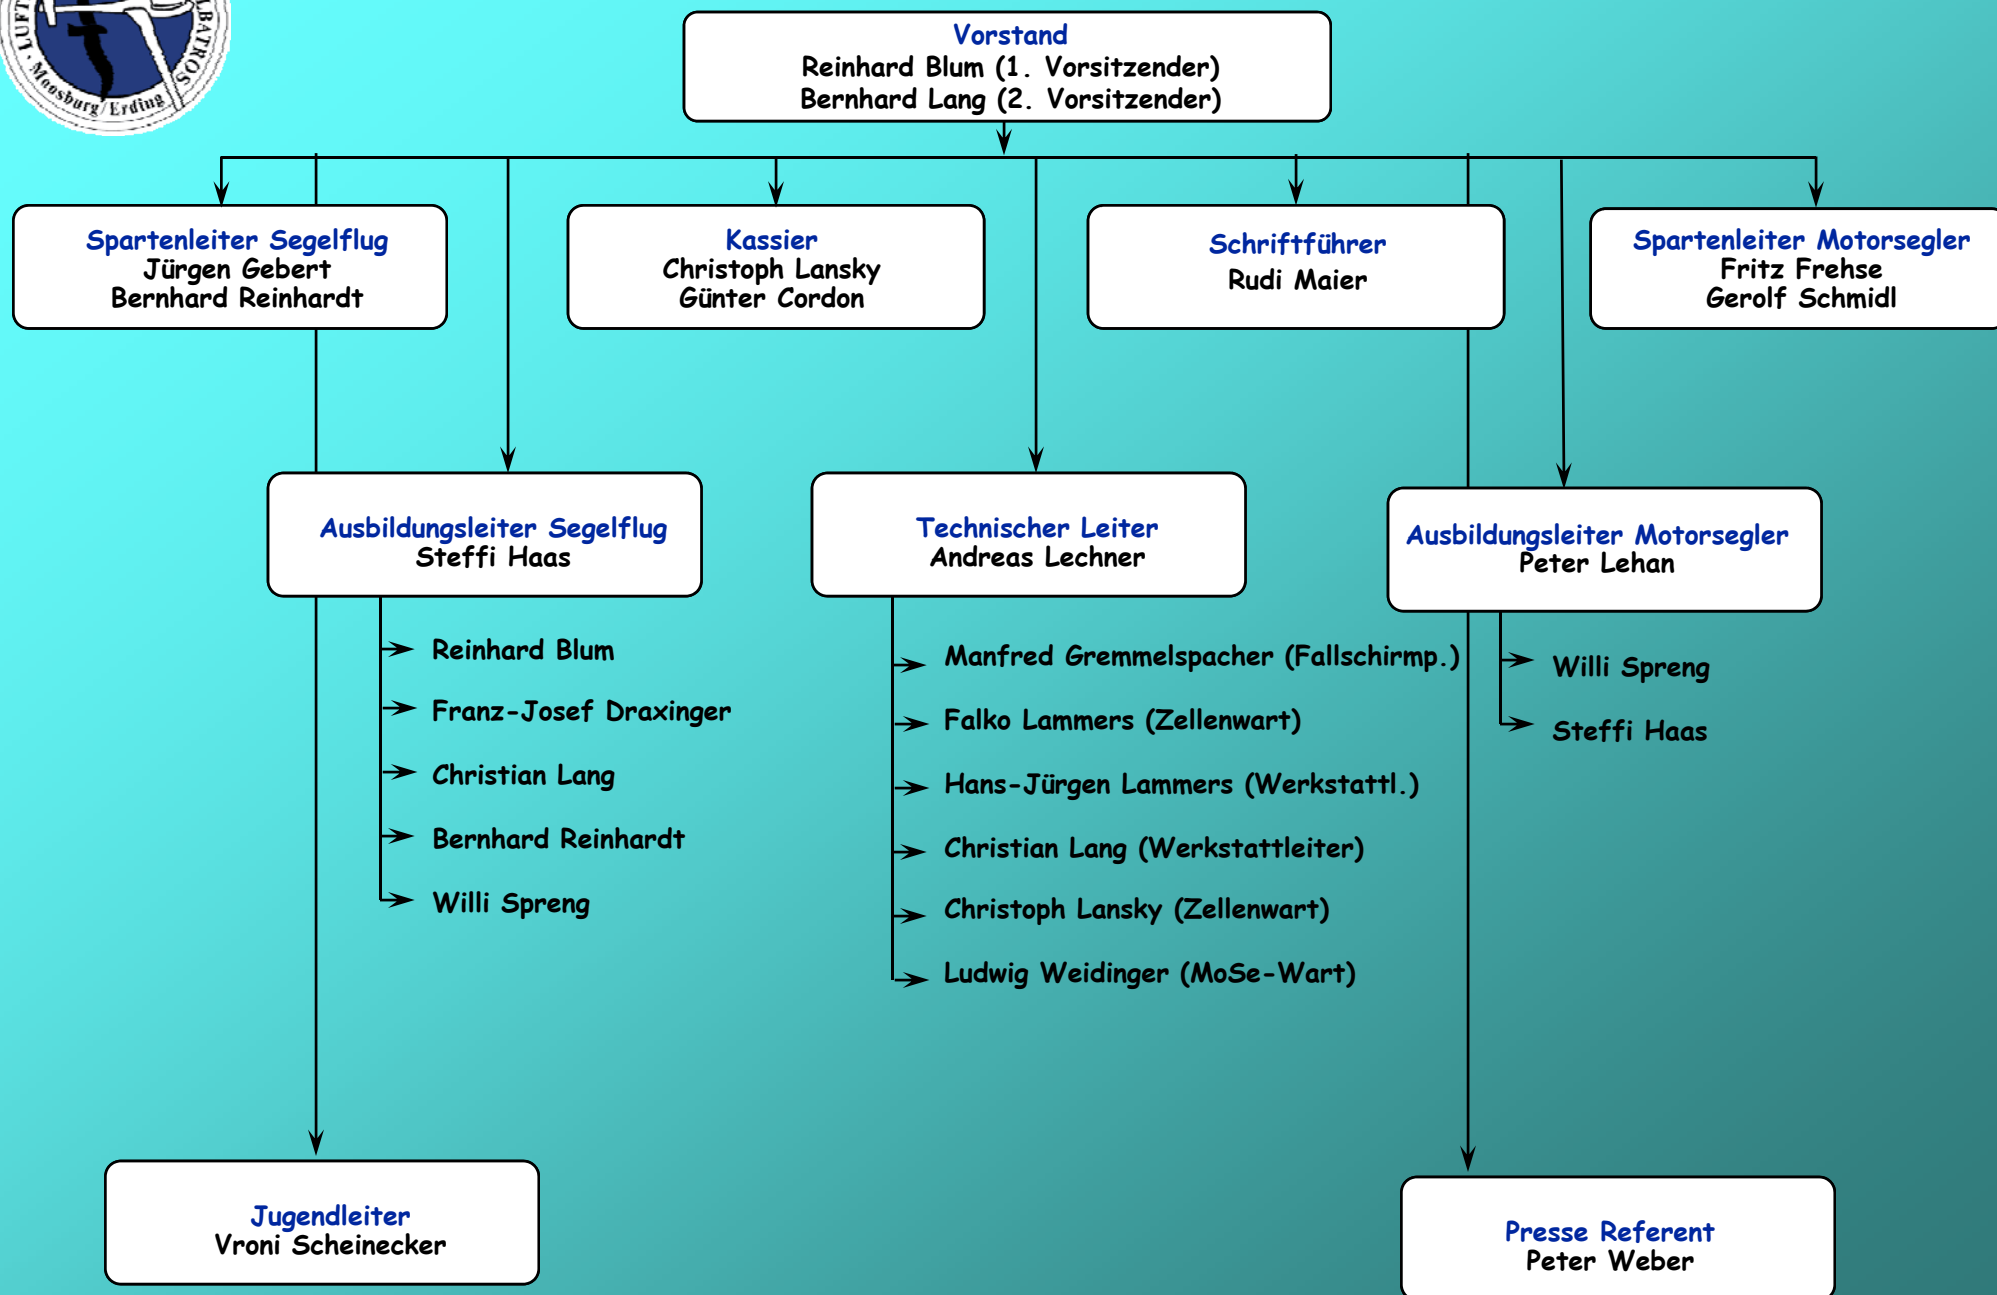 LUFT
LBATROS
Moosburg/Erding
Vorstand
Reinhard Blum (1. Vorsitzender)
Bernhard Lang (2. Vorsitzender)
Spartenleiter Segelflug
Jürgen Gebert
Bernhard Reinhardt
Kassier
Christoph Lansky
Günter Cordon
Schriftführer
Rudi Maier
Spartenleiter Motorsegler
Fritz Frehse
Gerolf Schmidl
Ausbildungsleiter Segelflug
Steffi Haas
Reinhard Blum
Franz-Josef Draxinger
Christian Lang
Bernhard Reinhardt
Willi Spreng
Technischer Leiter
Andreas Lechner
Manfred Gremmelspacher (Fallschirmp.)
Falko Lammers (Zellenwart)
Hans-Jürgen Lammers (Werkstattl.)
Christian Lang (Werkstattleiter)
Christoph Lansky (Zellenwart)
Ludwig Weidinger (MoSe-Wart)
Ausbildungsleiter Motorsegler
Peter Lehan
Willi Spreng
Steffi Haas
Jugendleiter
Vroni Scheinecker
Presse Referent
Peter Weber